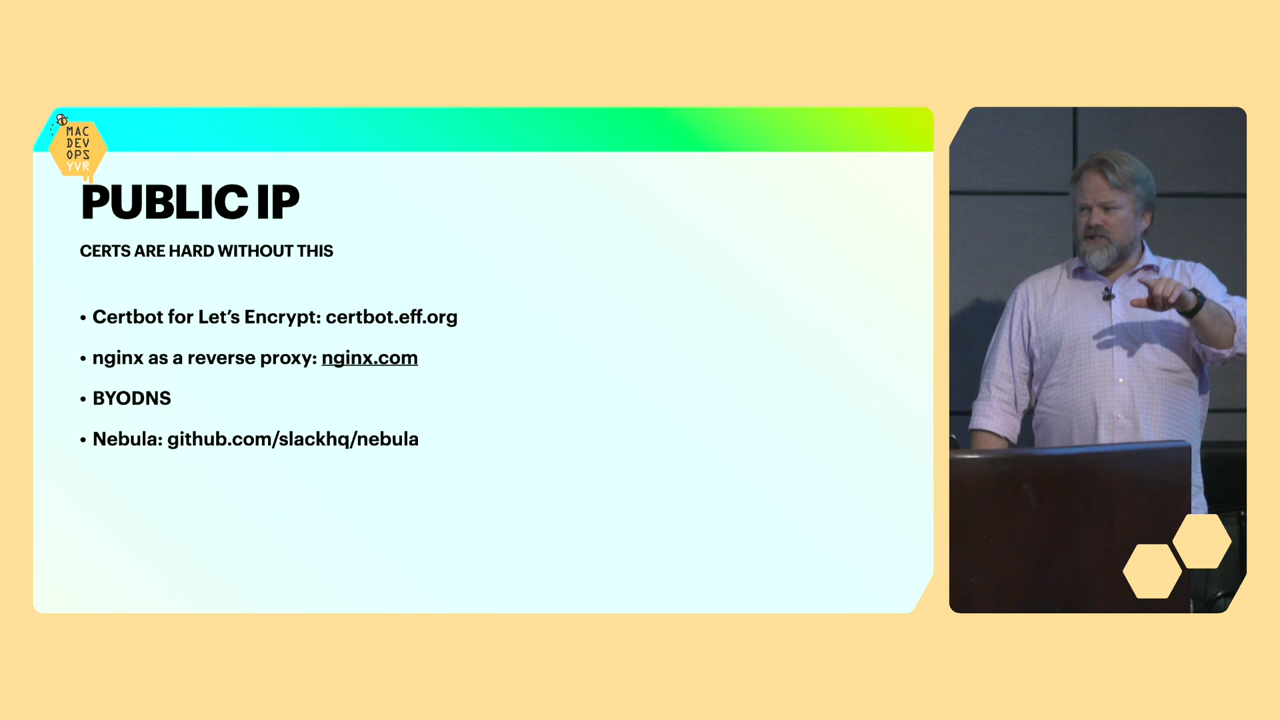 MAC
DEV
OPS
YVR
PUBLIC IP
CERTS ARE HARD WITHOUT THIS
• Certbot for Let’s Encrypt: certbot.eff.org
• nginx as a reverse proxy: nginx.com
• BYODNS
• Nebula: github.com/slackhq/nebula